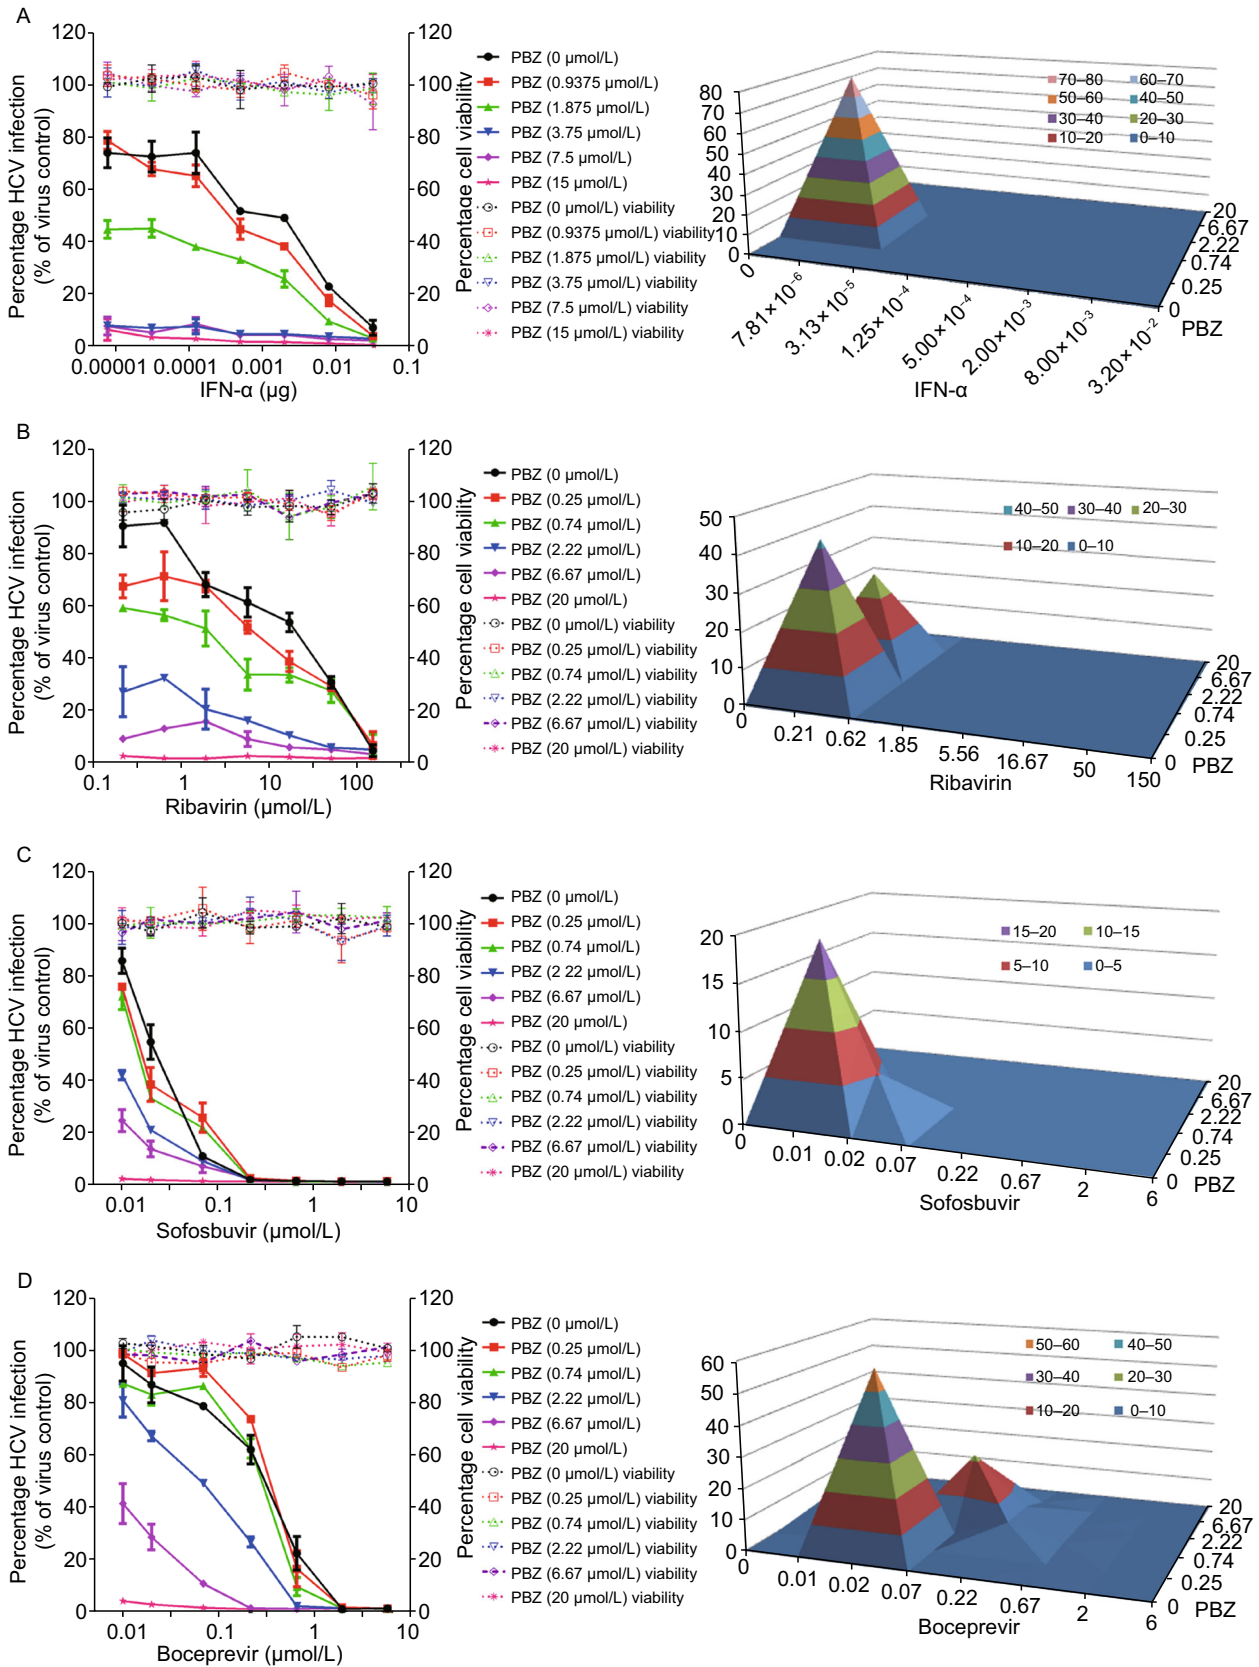 A
120
100
80
60
40
20
0
Percentage HCV infection
(% of virus control)
0.00001
0.0001
0.001
0.01
0.1
IFN-α (µg)
120
100
80
60
40
20
0
Percentage cell viability
PBZ (0 µmol/L)
PBZ (0.9375 µmol/L)
PBZ (1.875 µmol/L)
PBZ (3.75 µmol/L)
PBZ (7.5 µmol/L)
PBZ (15 µmol/L)
PBZ (0 µmol/L) viability
PBZ (0.9375 µmol/L) viability
PBZ (1.875 µmol/L) viability
PBZ (3.75 µmol/L) viability
PBZ (7.5 µmol/L) viability
PBZ (15 µmol/L) viability
70–80 60–70
50–60 40–50
30–40 20–30
10–20 0–10
80
70
60
50
40
30
20
10
0
0
7.81×10⁻⁶
3.13×10⁻⁵
1.25×10⁻⁴
5.00×10⁻⁴
2.00×10⁻³
8.00×10⁻³
3.20×10⁻²
IFN-α
20
6.67
2.22
0.74
0.25
0
PBZ
B
120
100
80
60
40
20
0
Percentage HCV infection
(% of virus control)
0.1
1
10
100
Ribavirin (µmol/L)
120
100
80
60
40
20
0
Percentage cell viability
PBZ (0 µmol/L)
PBZ (0.25 µmol/L)
PBZ (0.74 µmol/L)
PBZ (2.22 µmol/L)
PBZ (6.67 µmol/L)
PBZ (20 µmol/L)
PBZ (0 µmol/L) viability
PBZ (0.25 µmol/L) viability
PBZ (0.74 µmol/L) viability
PBZ (2.22 µmol/L) viability
PBZ (6.67 µmol/L) viability
PBZ (20 µmol/L) viability
40–50 30–40 20–30
10–20 0–10
50
40
30
20
10
0
0
0.21
0.62
1.85
5.56
16.67
50
150
Ribavirin
20
6.67
2.22
0.74
0.25
0
PBZ
C
120
100
80
60
40
20
0
Percentage HCV infection
(% of virus control)
0.01
0.1
1
10
Sofosbuvir (µmol/L)
120
100
80
60
40
20
0
Percentage cell viability
PBZ (0 µmol/L)
PBZ (0.25 µmol/L)
PBZ (0.74 µmol/L)
PBZ (2 22 µmol/L)
PBZ (6.67 µmol/L)
PBZ (20 µmol/L)
PBZ (0 µmol/L) viability
PBZ (0.25 µmol/L) viability
PBZ (0.74 µmol/L) viability
PBZ (2.22 µmol/L) viability
PBZ (6.67 µmol/L) viability
PBZ (20 µmol/L) viability
15–20 10–15
5–10 0–5
20
15
10
5
0
0
0.01
0.02
0.07
0.22
0.67
2
6
Sofosbuvir
20
6.67
2.22
0.74
0.25
0
PBZ
D
120
100
80
60
40
20
0
Percentage HCV infection
(% of virus control)
0.01
0.1
1
10
Boceprevir (µmol/L)
120
100
80
60
40
20
0
Percentage cell viability
PBZ (0 µmol/L)
PBZ (0.25 µmol/L)
PBZ (0.74 µmol/L)
PBZ (2.22 µmol/L)
PBZ (6.67 µmol/L)
PBZ (20 µmol/L)
PBZ (0 µmol/L) viability
PBZ (0.25 µmol/L) viability
PBZ (0.74 µmol/L) viability
PBZ (2.22 µmol/L) viability
PBZ (6.67 µmol/L) viability
PBZ (20 µmol/L) viability
50–60 40–50
30–40 20–30
10–20 0–10
60
50
40
30
20
10
0
0
0.01
0.02
0.07
0.22
0.67
2
6
Boceprevir
20
6.67
2.22
0.74
0.25
0
PBZ